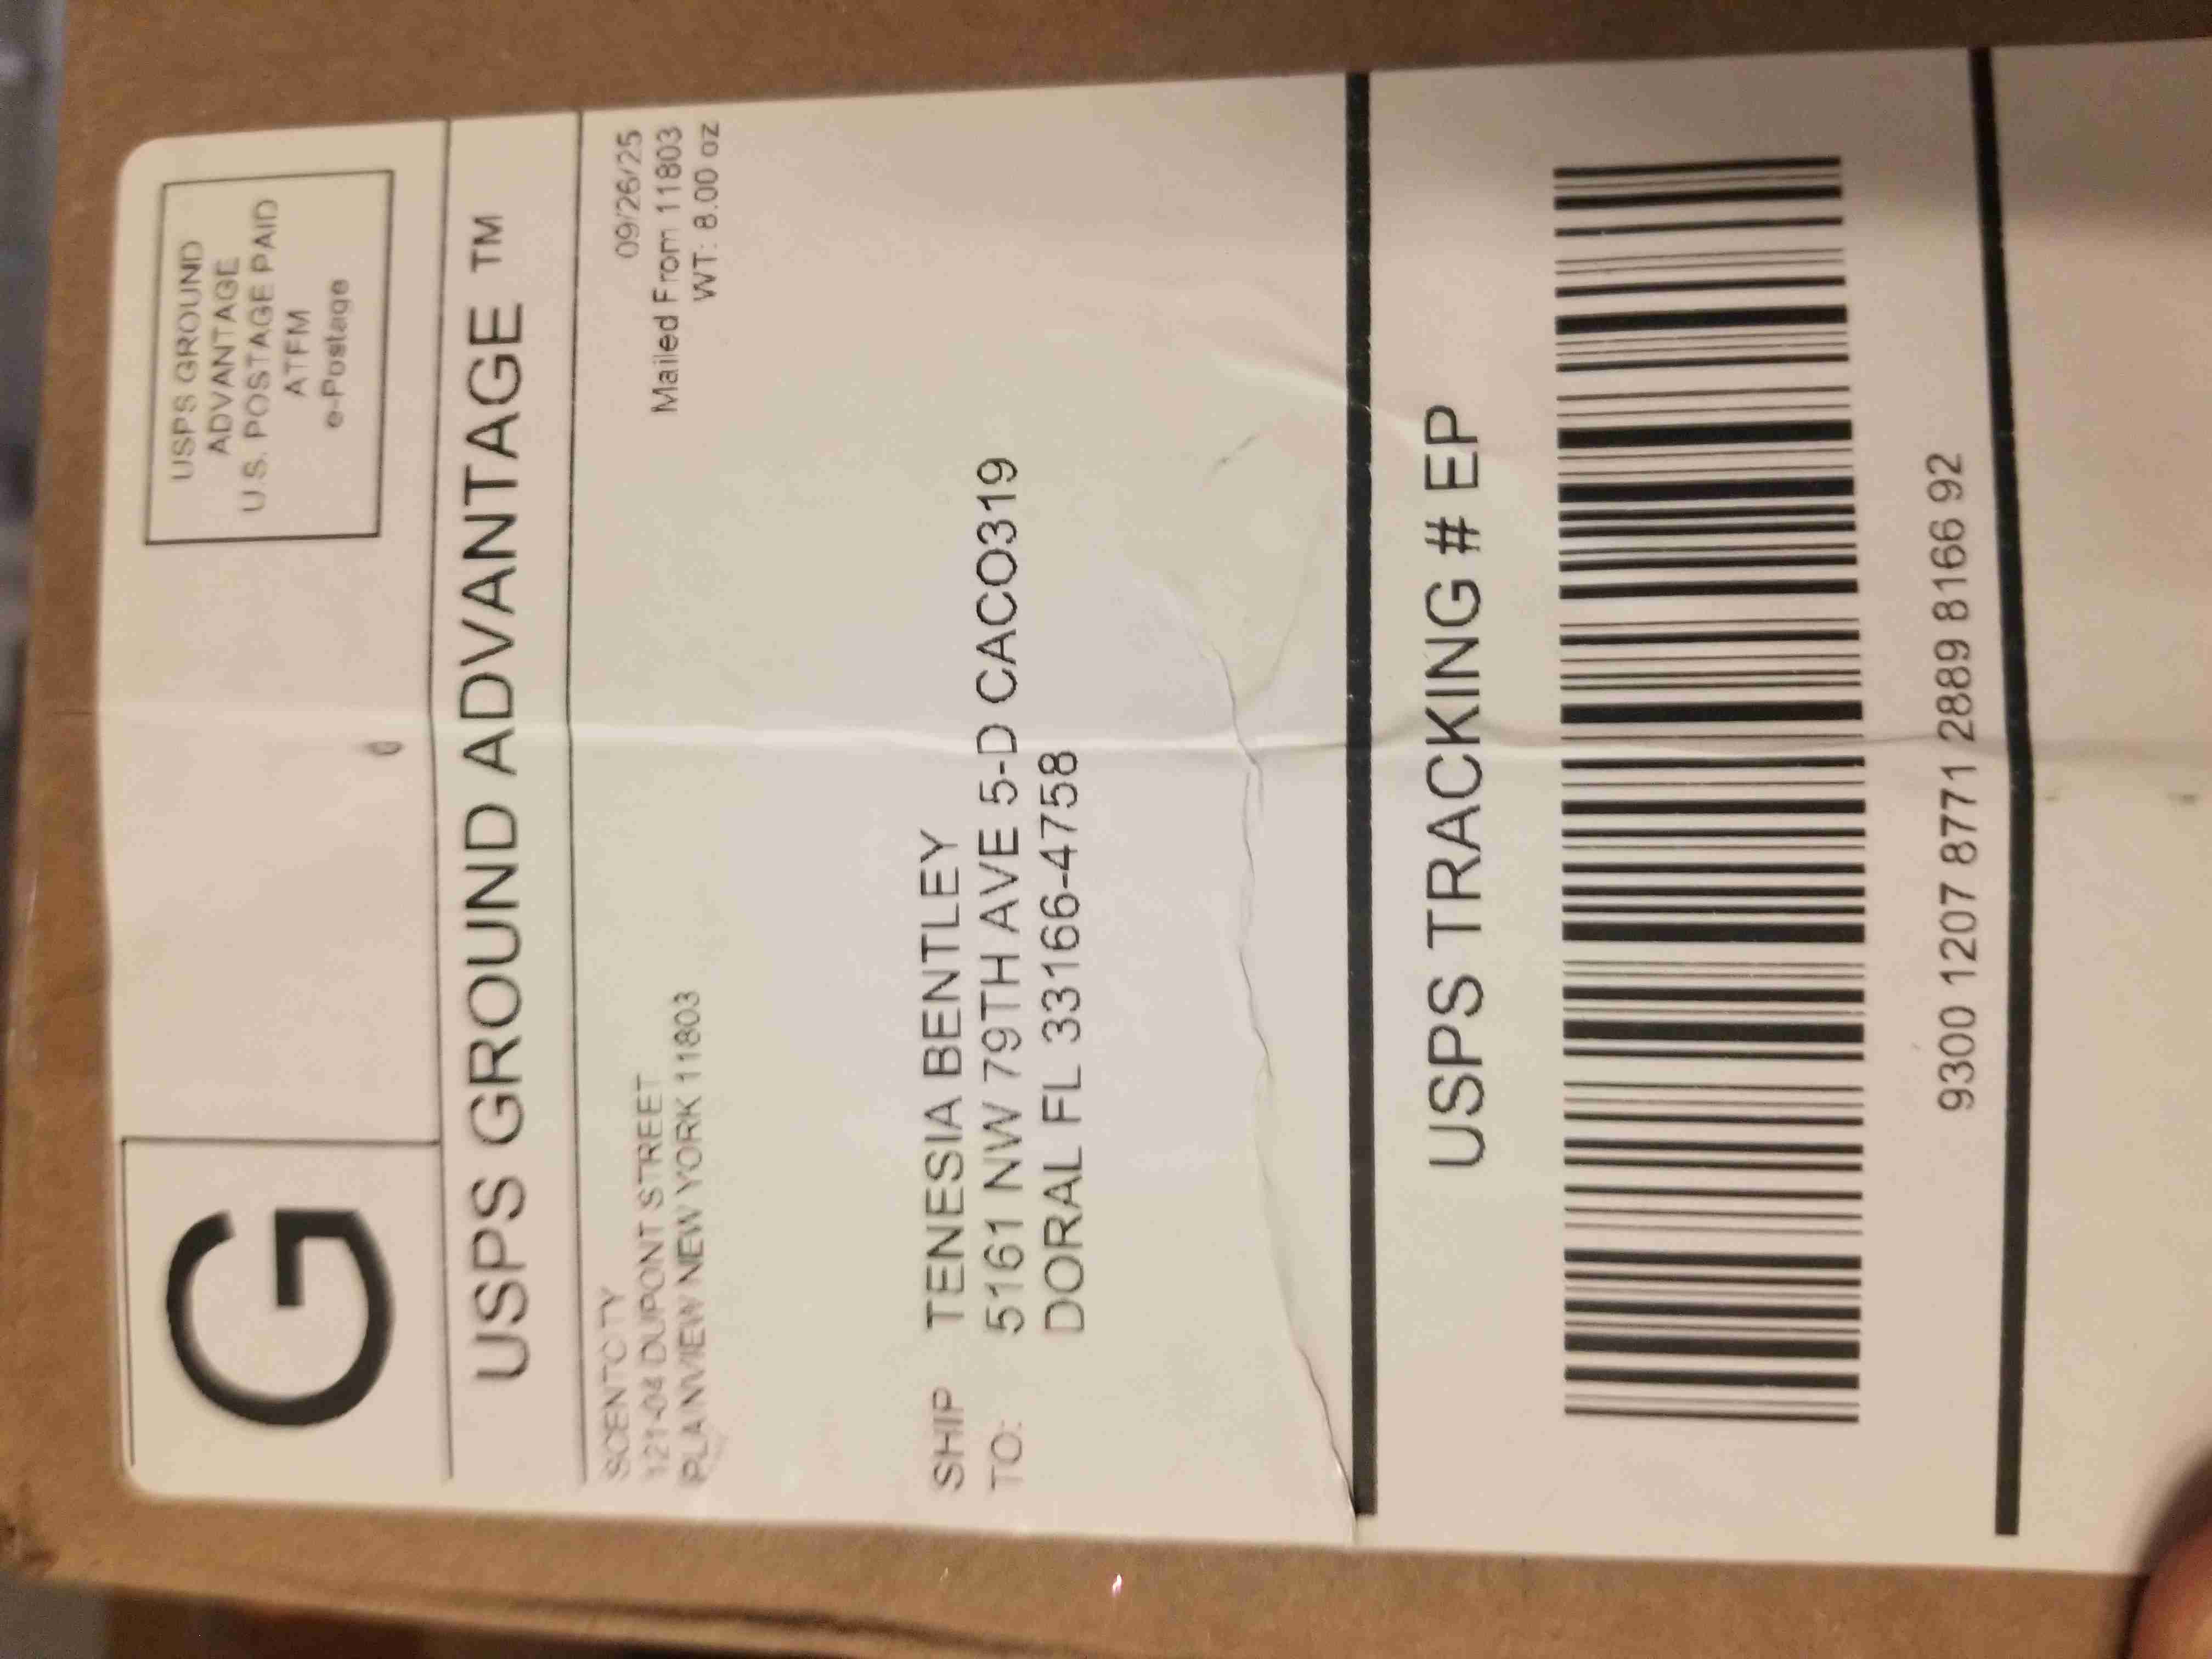 G
USPS GROUND
ADVANTAGE
U.S. POSTAGE PAID
ATFM
e-Postage
USPS GROUND ADVANTAGE ™
SCENTCITY
121-04 DUPONT STREET
PLAINVIEW NEW YORK 11803
09/26/25
Mailed From 11803
WT: 8.00 oz
SHIP TO:
TENESIA BENTLEY
5161 NW 79TH AVE 5-D CACO319
DORAL FL 33166-4758
USPS TRACKING # EP
9300 1207 8771 2889 8166 92